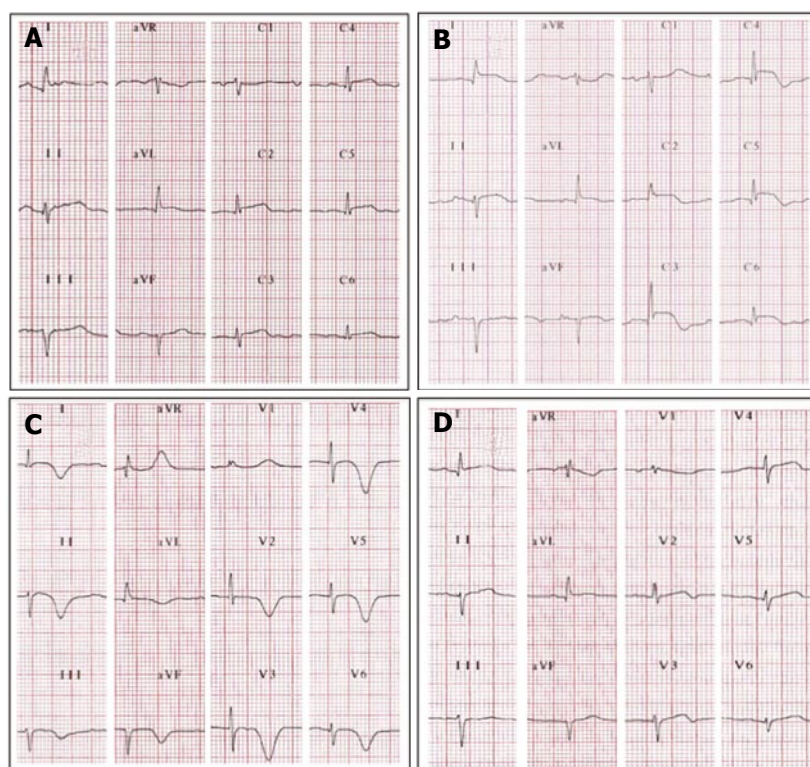 A
I aVR C1 C4
II aVL C5
C2
III aVF C3 C6
B
I aVR C1 C4
II aVL C2 C5
III aVF C3 C6
C
I aVR V1 V4
II aVL V2 V5
III aVF V3 V6
D
I aVR V1 V4
II aVL V2 V5
III aVF V3 V6